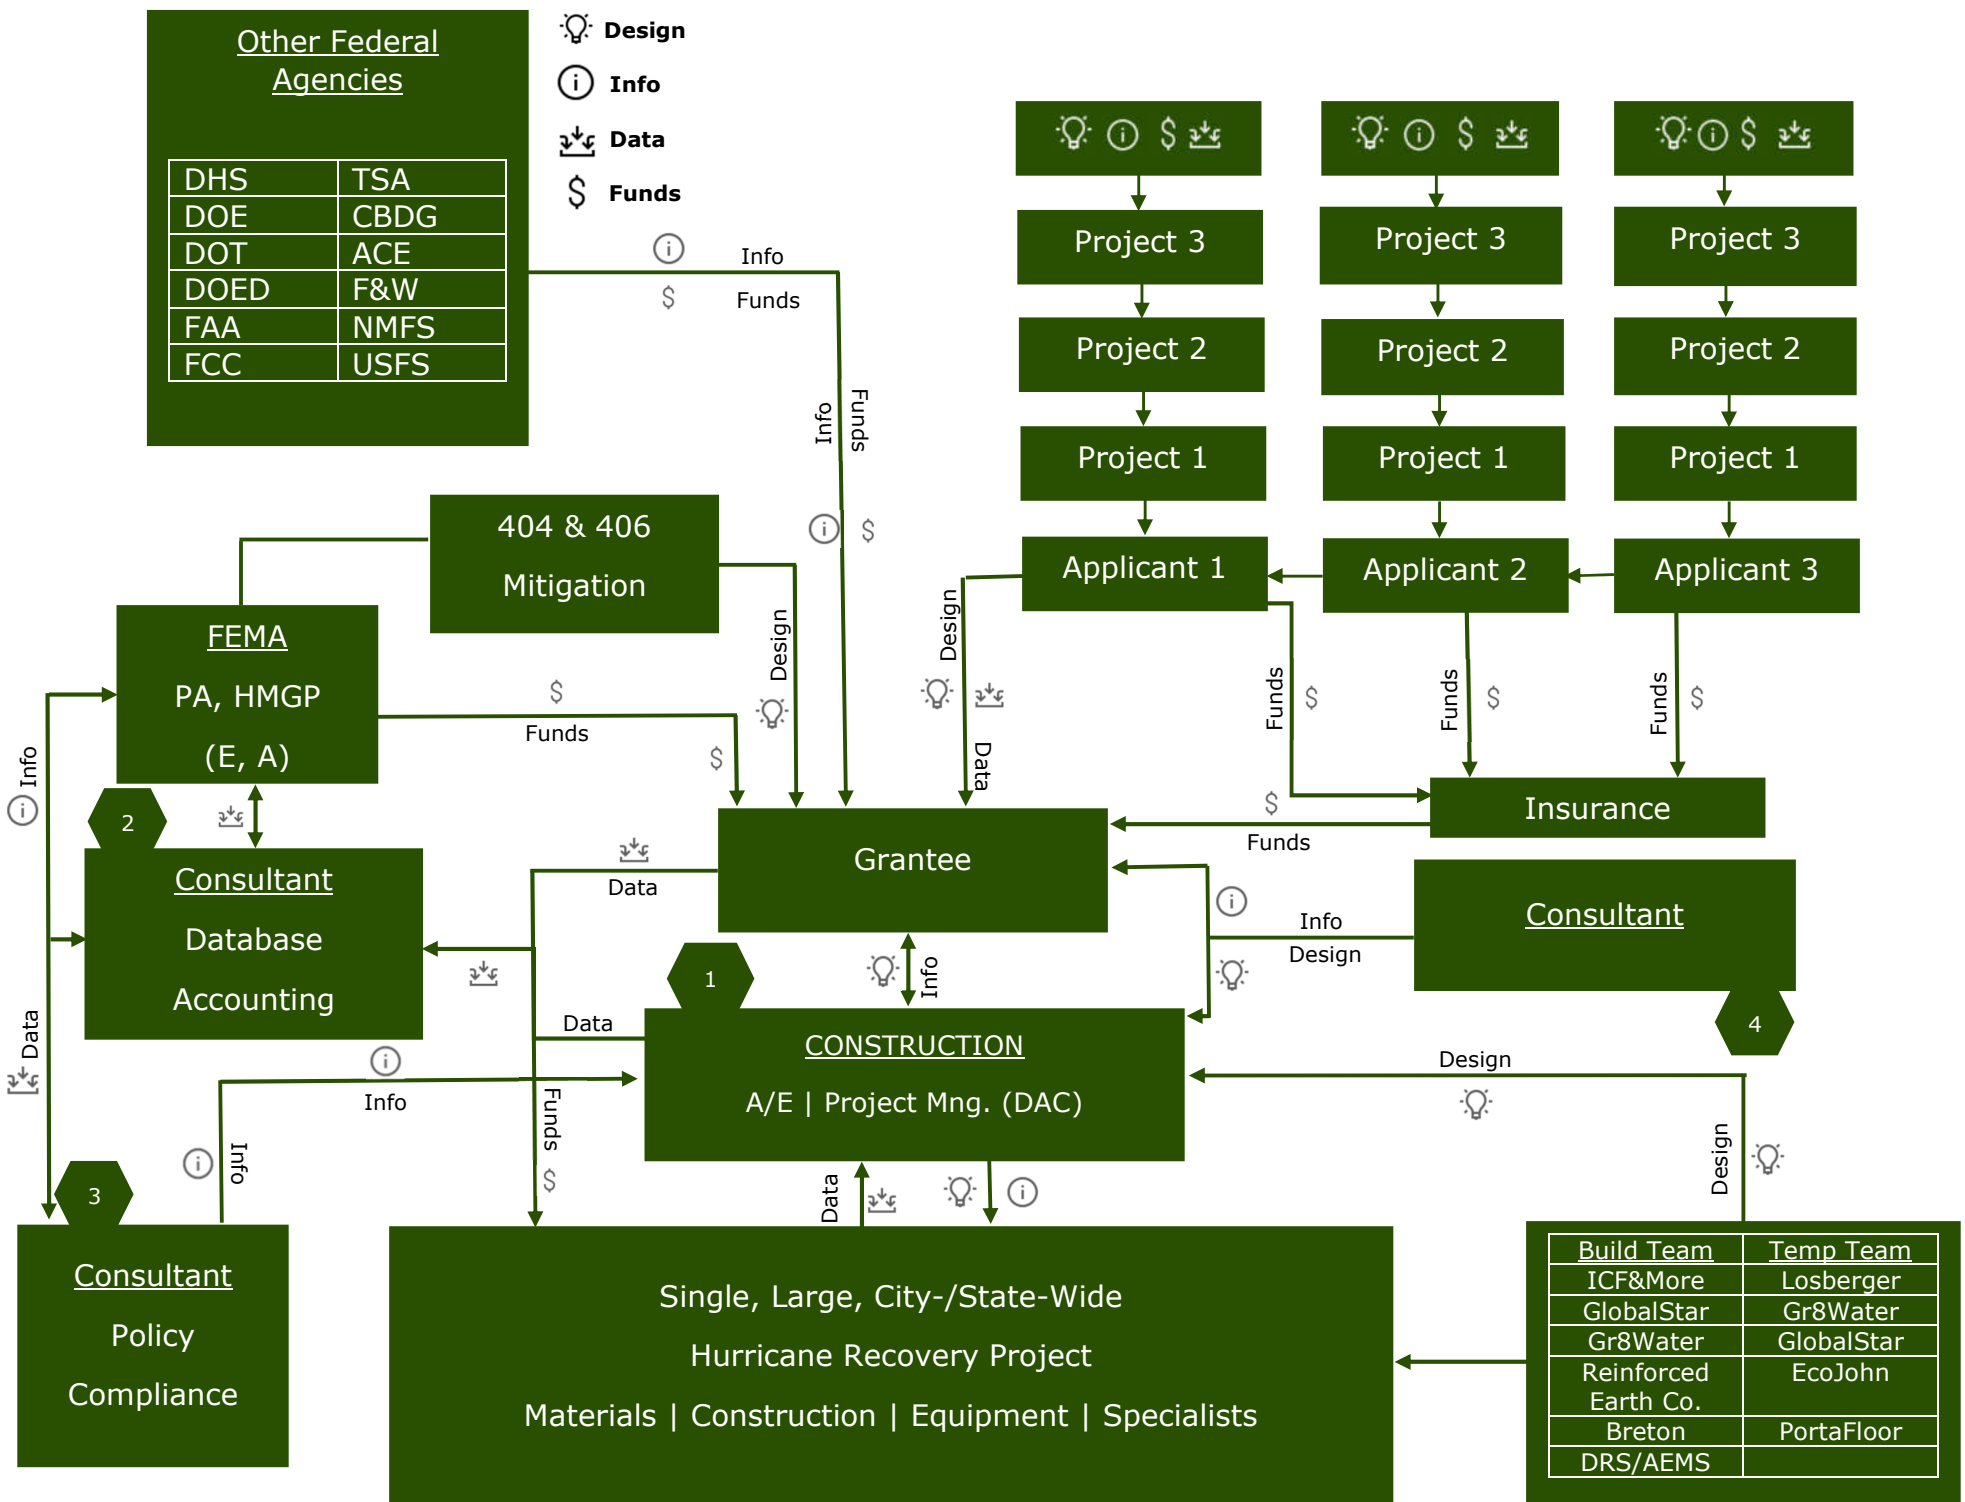 Other Federal
Agencies
DHS TSA
DOE CBDG
DOT ACE
DOED F&W
FAA NMFS
FCC USFS
Design
Info
Data
Funds
Info
Funds
Info
Funds
Project 3
Project 2
Project 1
Applicant 1
Project 3
Project 2
Project 1
Applicant 2
Project 3
Project 2
Project 1
Applicant 3
404 & 406
Mitigation
FEMA
PA, HMGP
(E, A)
Funds
Design
Design
Data
Funds
Funds
Funds
Insurance
Funds
Grantee
Data
Info
Data
2
Consultant
Database
Accounting
Info
Design
Consultant
4
Info
1
CONSTRUCTION
A/E | Project Mng. (DAC)
Data
Funds
Info
Info
3
Consultant
Policy
Compliance
Data
Design
Design
Single, Large, City-/State-Wide
Hurricane Recovery Project
Materials | Construction | Equipment | Specialists
Build Team Temp Team
ICF&More Losberger
GlobalStar Gr8Water
Gr8Water GlobalStar
Reinforced EcoJohn
Earth Co.
Breton PortaFloor
DRS/AEMS